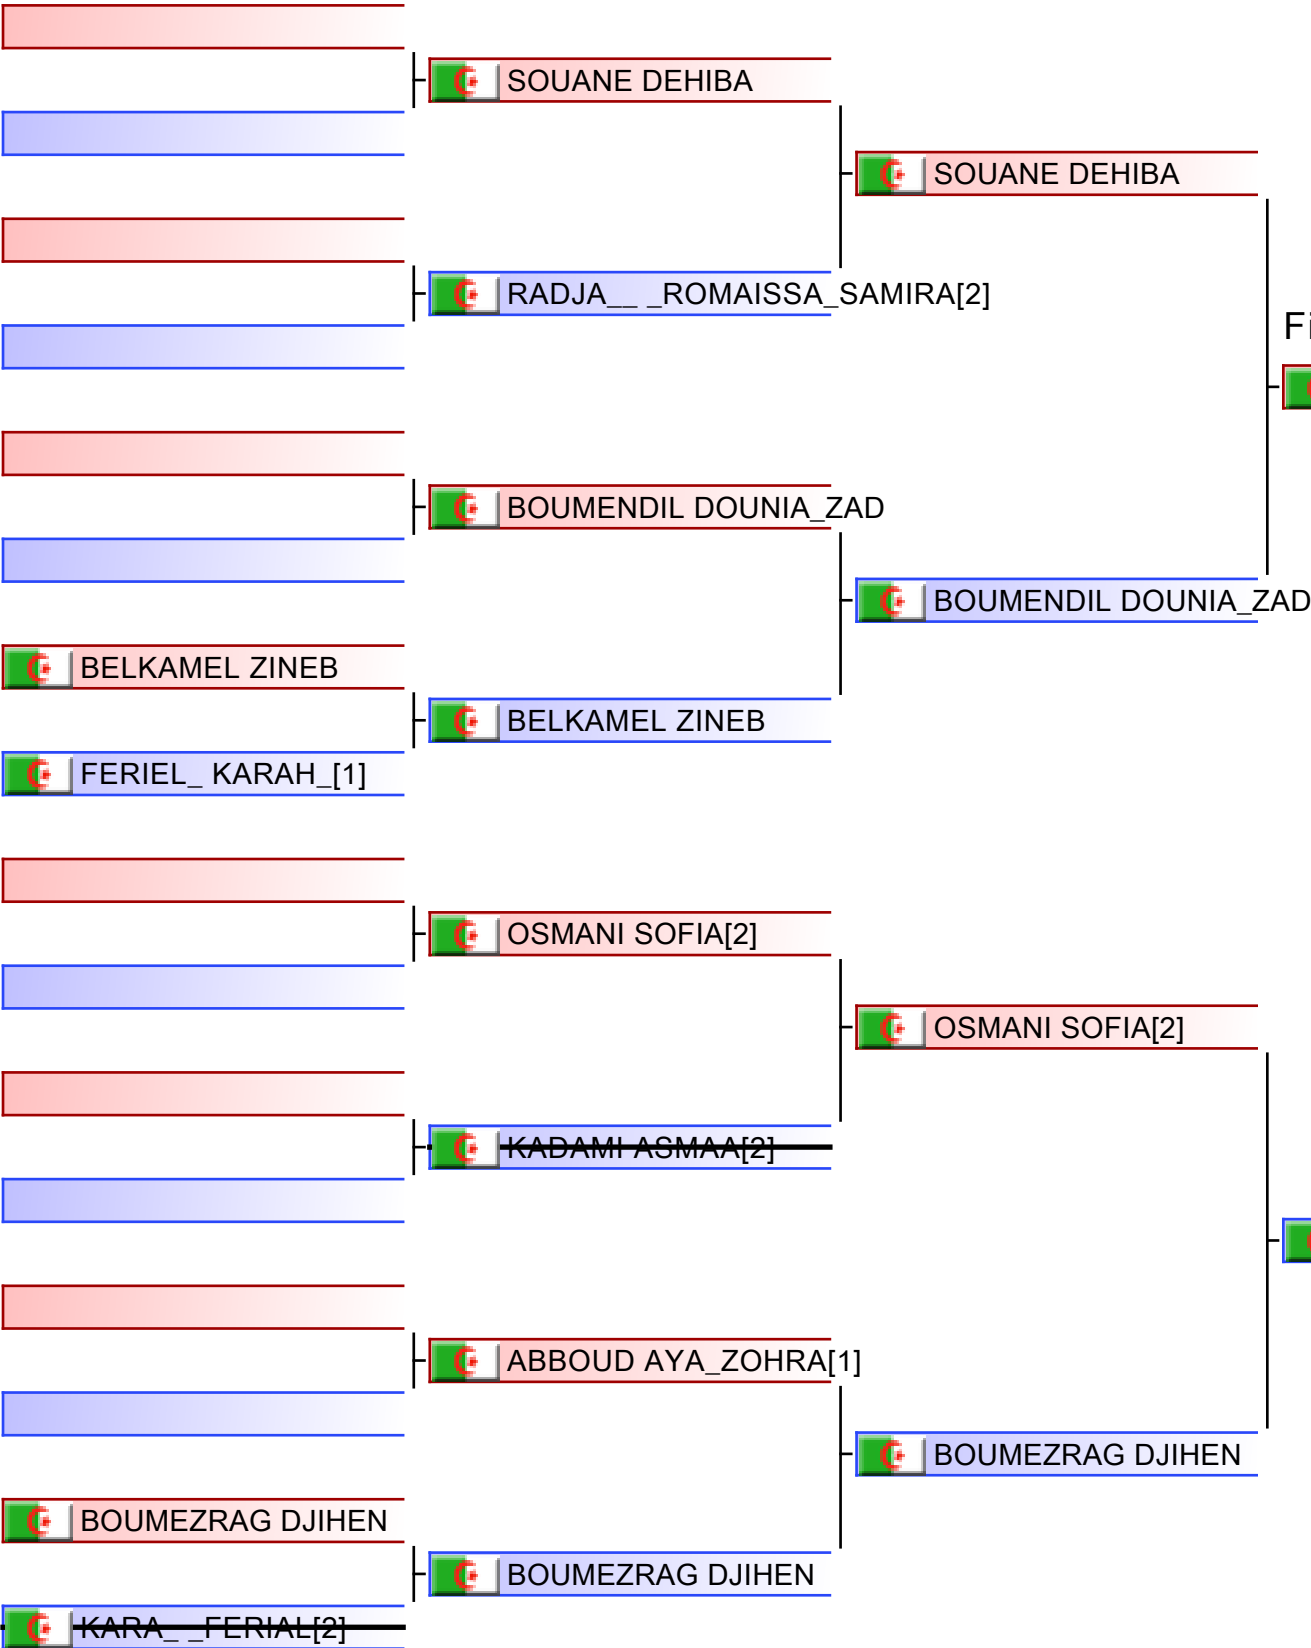 SOUANE DEHIBA
SOUANE DEHIBA
RADJA__ _ROMAISSA_SAMIRA[2]
Fi
BOUMENDIL DOUNIA_ZAD
BOUMENDIL DOUNIA_ZAD
BELKAMEL ZINEB
BELKAMEL ZINEB
FERIEL_ KARAH_[1]
OSMANI SOFIA[2]
OSMANI SOFIA[2]
KADAMI ASMAA[2]
ABBOUD AYA_ZOHRA[1]
BOUMEZRAG DJIHEN
BOUMEZRAG DJIHEN
BOUMEZRAG DJIHEN
KARA_ _FERIAL[2]